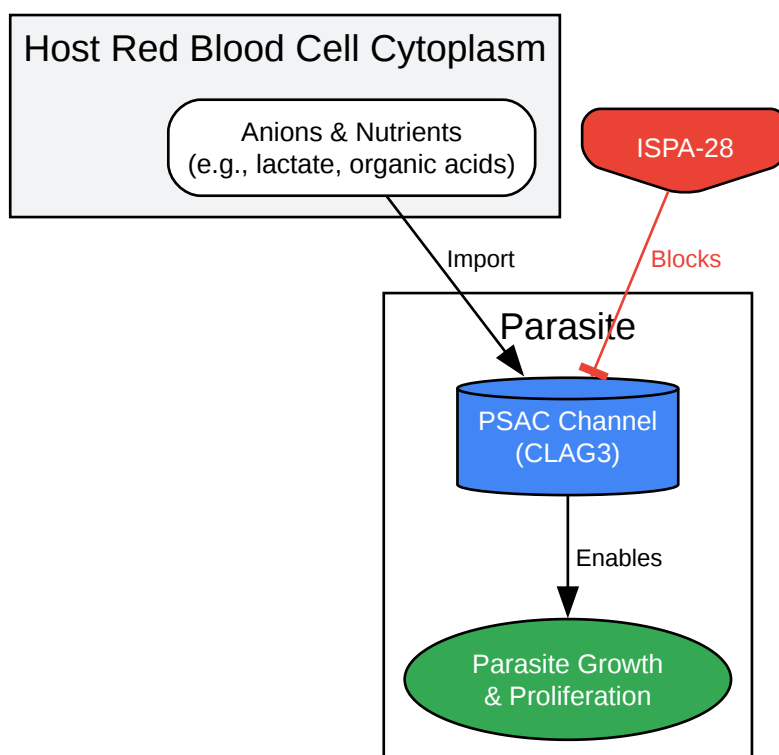 Host Red Blood Cell Cytoplasm
Anions & Nutrients
(e.g., lactate, organic acids)
ISPA-28
Import
Blocks
Parasite
PSAC Channel
(CLAG3)
Enables
Parasite Growth
& Proliferation